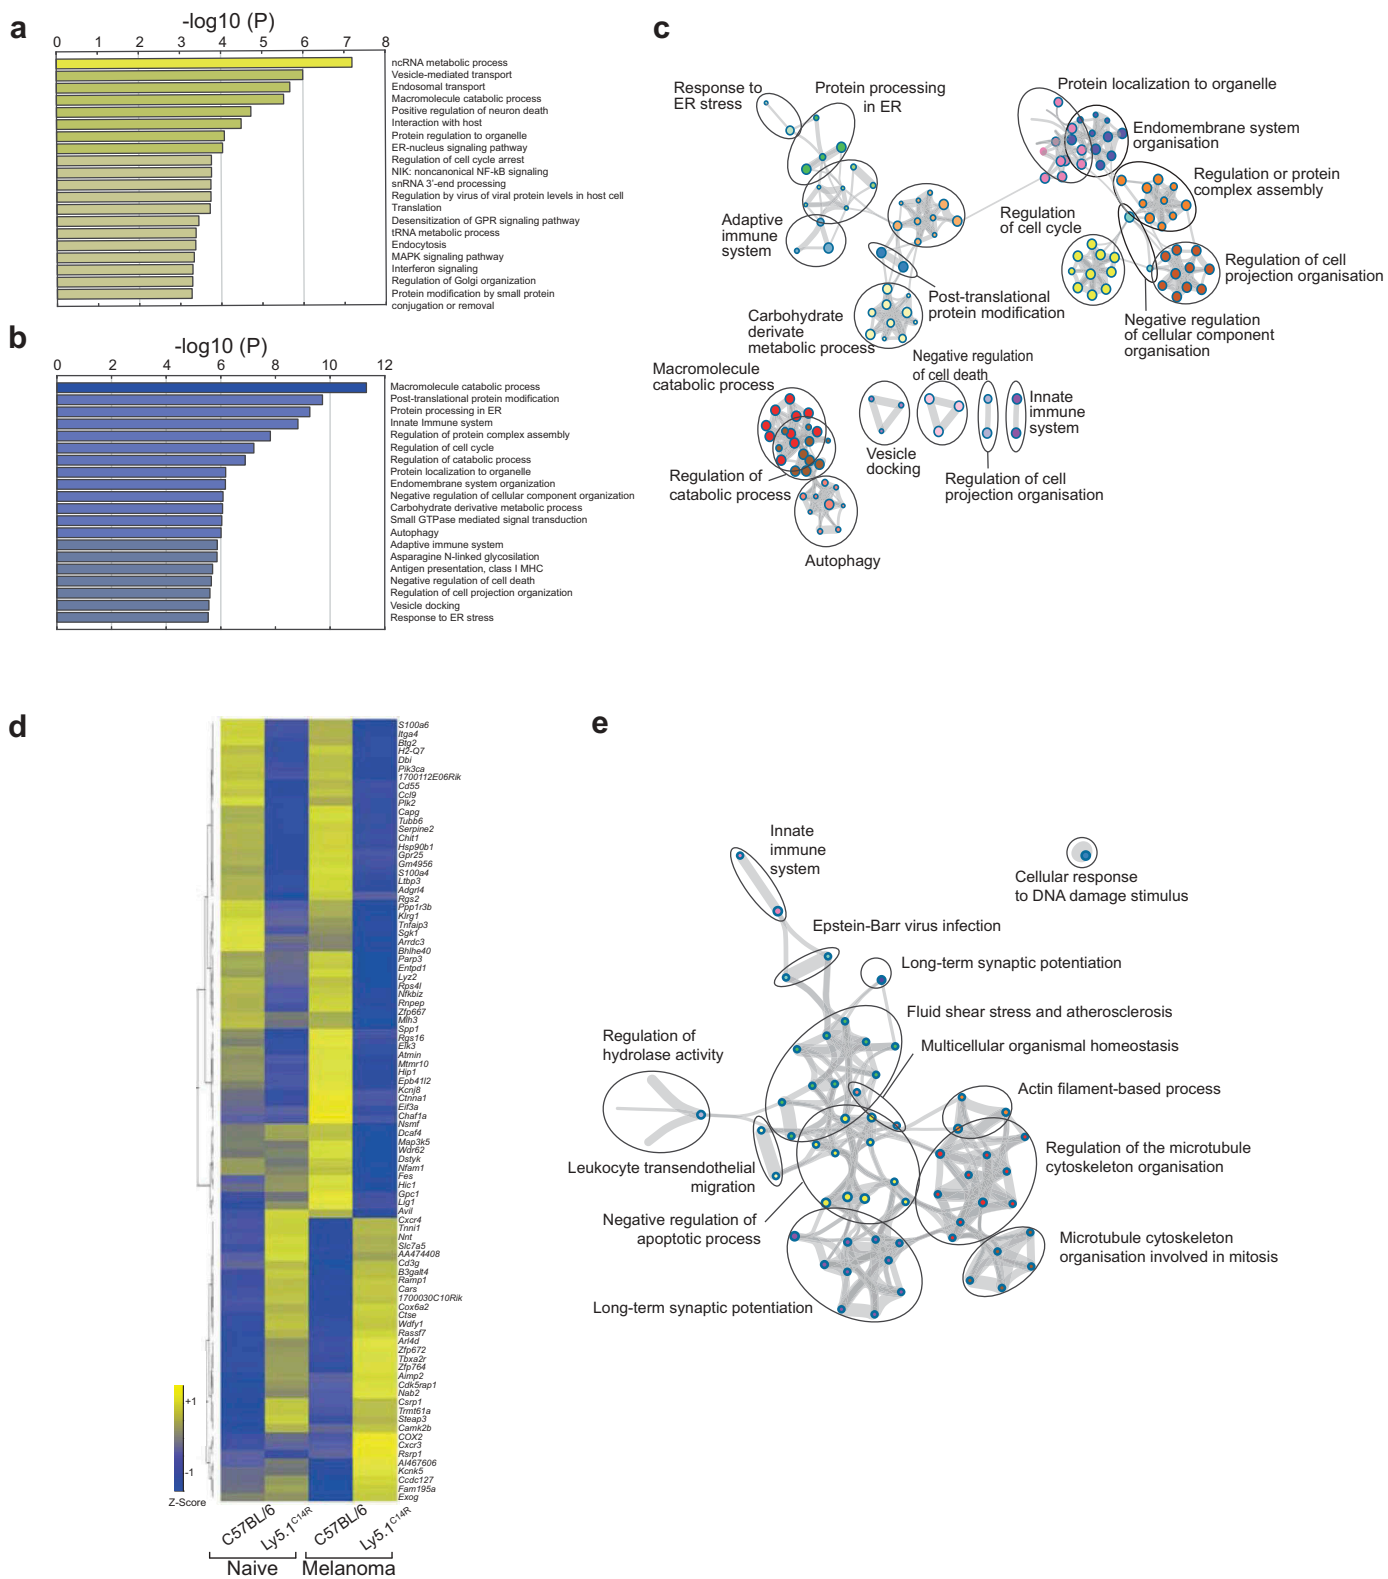 a
-log10 (P)
0 1 2 3 4 5 6 7 8
ncRNA metabolic process
Vesicle-mediated transport
Endosomal transport
Macromolecule catabolic process
Positive regulation of neuron death
Interaction with host
Protein regulation to organelle
ER-nucleus signaling pathway
Regulation of cell cycle arrest
NIK: noncanonical NF-kB signaling
snRNA 3'-end processing
Regulation by virus of viral protein levels in host cell
Translation
Desensitization of GPR signaling pathway
tRNA metabolic process
Endocytosis
MAPK signaling pathway
Interferon signaling
Regulation of Golgi organization
Protein modification by small protein
conjugation or removal
b
-log10 (P)
0 2 4 6 8 10 12
Macromolecule catabolic process
Post-translational protein modification
Protein processing in ER
Innate Immune system
Regulation of protein complex assembly
Regulation of cell cycle
Regulation of catabolic process
Protein localization to organelle
Endomembrane system organization
Negative regulation of cellular component organization
Carbohydrate derivative metabolic process
Small GTPase mediated signal transduction
Autophagy
Adaptive immune system
Asparagine N-linked glycosilation
Antigen presentation, class I MHC
Negative regulation of cell death
Regulation of cell projection organization
Vesicle docking
Response to ER stress
c
Response to
ER stress
Protein processing
in ER
Protein localization to organelle
Endomembrane system
organisation
Regulation or protein
complex assembly
Adaptive
immune
system
Regulation
of cell cycle
Regulation of cell
projection organisation
Post-translational
protein modification
Carbohydrate
derivate
metabolic process
Negative regulation
of cellular component
organisation
Macromolecule
catabolic process
Negative regulation
of cell death
Innate
immune
system
Vesicle
docking
Regulation of
catabolic process
Regulation of cell
projection organisation
Autophagy
d
S100a6
Itga4
Btg2
H2-Q7
Dbi
Pik3ca
1700112E06Rik
Cd55
Ccl9
Plk2
Capg
Tubb6
Serpine2
Chit1
Hsp90b1
Gpr25
Gm4956
S100a4
Ltbp3
Adgrl4
Rgs2
Ppp1r3b
Klrg1
Tnfaip3
Sgk1
Arrdc3
Bhlhe40
Parp3
Entpd1
Lyz2
Rps4l
Nfkbiz
Rnpep
Zfp667
Mlh3
Spp1
Rgs16
Elk3
Atmin
Mtmr10
Hip1
Epb41l2
Kcnj8
Ctnna1
Eif3a
Chaf1a
Nsmf
Dcaf4
Map3k5
Wdr62
Dstyk
Nfam1
Fes
Hic1
Gpc1
Lig1
Avil
Cxcr4
Tnni1
Nnt
Slc7a5
AA474408
Cd3g
B3galt4
Ramp1
Cars
1700030C10Rik
Cox6a2
Ctse
Wdfy1
Rassf7
Arl4d
Zfp672
Tbxa2r
Zfp764
Aimp2
Cdk5rap1
Nab2
Csrp1
Trmt61a
Steap3
Camk2b
COX2
Cxcr3
Rsrp1
AI467606
Kcnk5
Ccdc127
Fam195a
Exog
+1
-1
Z-Score
C57BL/6
Ly5.1C14R
C57BL/6
Ly5.1C14R
Naive
Melanoma
e
Innate
immune
system
Cellular response
to DNA damage stimulus
Epstein-Barr virus infection
Long-term synaptic potentiation
Fluid shear stress and atherosclerosis
Regulation of
hydrolase activity
Multicellular organismal homeostasis
Actin filament-based process
Regulation of the microtubule
cytoskeleton organisation
Leukocyte transendothelial
migration
Negative regulation of
apoptotic process
Microtubule cytoskeleton
organisation involved in mitosis
Long-term synaptic potentiation